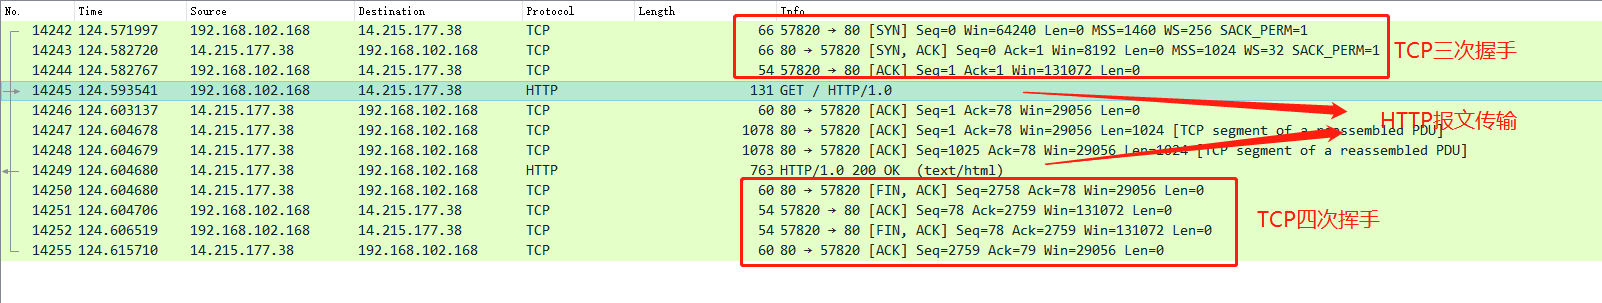 No. Time Source Destination Protocol Length Info
14242 124.571997 192.168.102.168 14.215.177.38 TCP 66 57820 → 80 [SYN] Seq=0 Win=64240 Len=0 MSS=1460 WS=256 SACK_PERM=1
14243 124.582720 14.215.177.38 192.168.102.168 TCP 66 80 → 57820 [SYN, ACK] Seq=0 Ack=1 Win=8192 Len=0 MSS=1024 WS=32 SACK_PERM=1
TCP三次握手
14244 124.582767 192.168.102.168 14.215.177.38 TCP 54 57820 → 80 [ACK] Seq=1 Ack=1 Win=131072 Len=0
14245 124.593541 192.168.102.168 14.215.177.38 HTTP 131 GET / HTTP/1.0
14246 124.603137 14.215.177.38 192.168.102.168 TCP 60 80 → 57820 [ACK] Seq=1 Ack=78 Win=29056 Len=0
HTTP报文传输
14247 124.604678 14.215.177.38 192.168.102.168 TCP 1078 80 → 57820 [ACK] Seq=1 Ack=78 Win=29056 Len=1024 [TCP segment of a reassembled PDU]
14248 124.604679 14.215.177.38 192.168.102.168 TCP 1078 80 → 57820 [ACK] Seq=1025 Ack=78 Win=29056 Len=1024 [TCP segment of a reassembled PDU]
14249 124.604680 14.215.177.38 192.168.102.168 HTTP 763 HTTP/1.0 200 OK (text/html)
14250 124.604680 14.215.177.38 192.168.102.168 TCP 60 80 → 57820 [FIN, ACK] Seq=2758 Ack=78 Win=29056 Len=0
14251 124.604706 192.168.102.168 14.215.177.38 TCP 54 57820 → 80 [ACK] Seq=78 Ack=2759 Win=131072 Len=0
TCP四次挥手
14252 124.606519 192.168.102.168 14.215.177.38 TCP 54 57820 → 80 [FIN, ACK] Seq=78 Ack=2759 Win=131072 Len=0
14255 124.615710 14.215.177.38 192.168.102.168 TCP 60 80 → 57820 [ACK] Seq=2759 Ack=79 Win=29056 Len=0